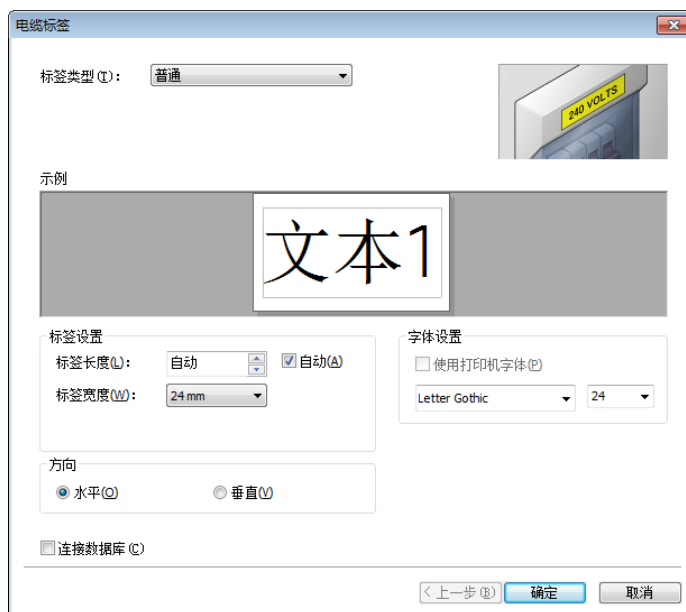 电缆标签
标签类型(T)： 普通
240 VOLTS
示例
文本1
标签设置
标签长度(L)： 自动 自动(A)
标签宽度(W)： 24 mm
字体设置
使用打印机字体(P)
Letter Gothic 24
方向
水平(O) 垂直(V)
连接数据库(C)
< 上一步(B) 确定 取消